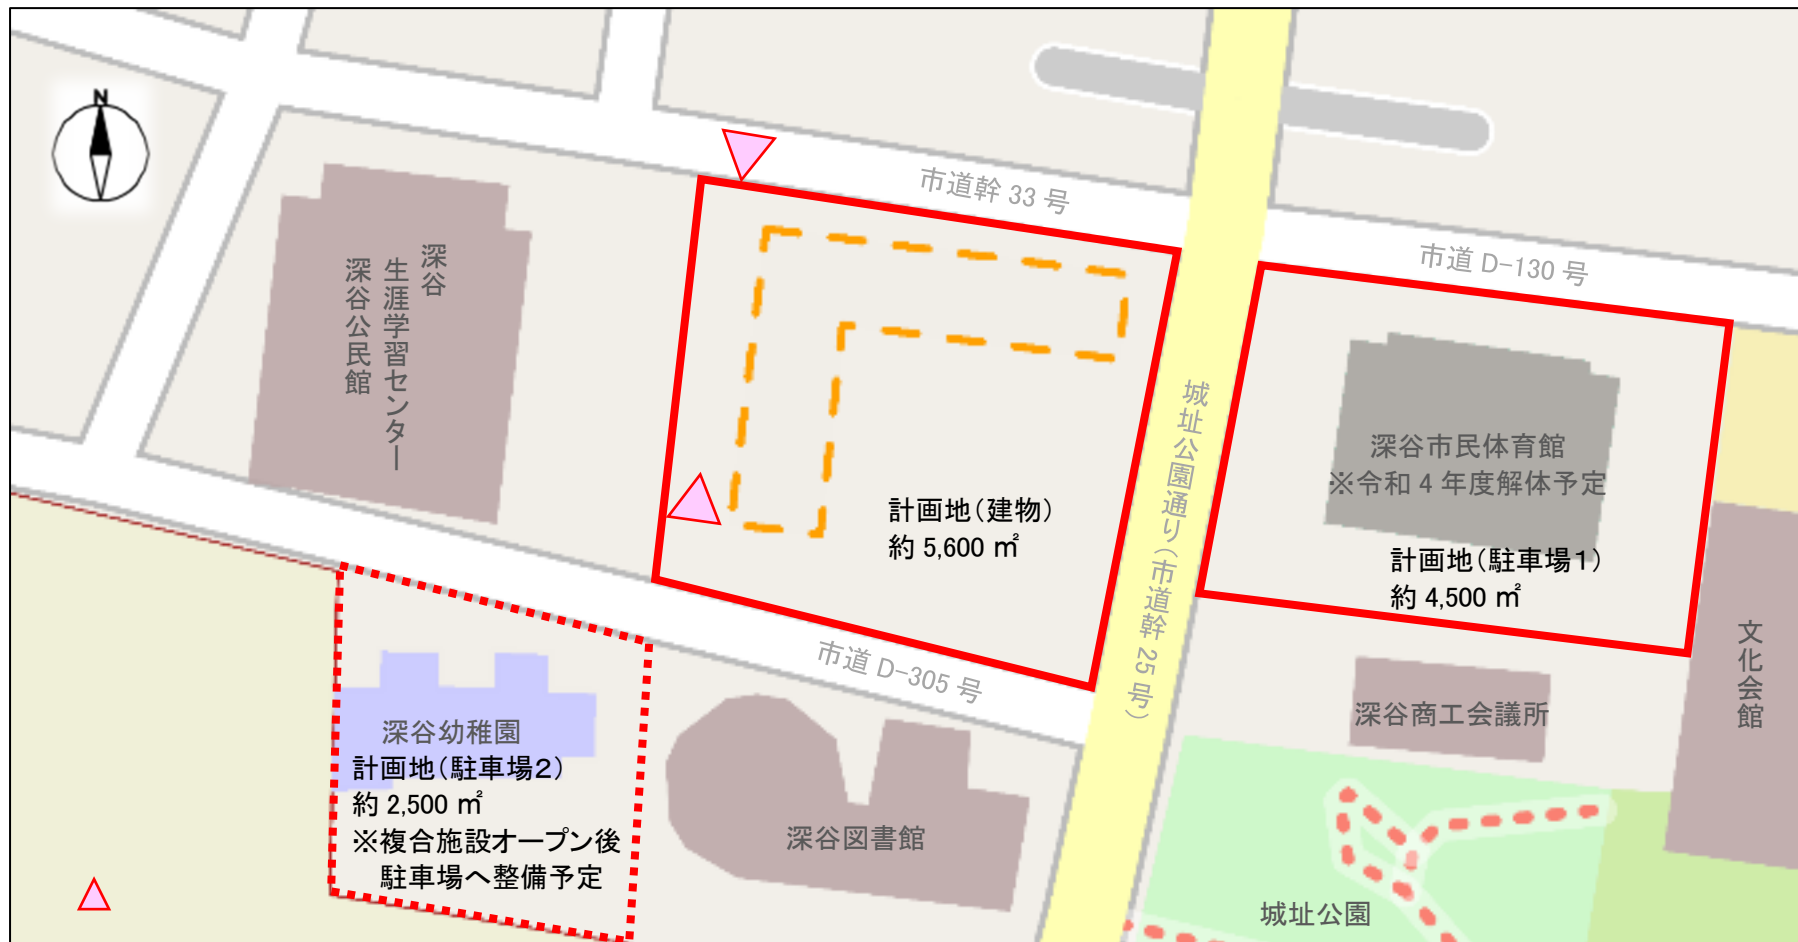 N
市道幹 33 号
市道 D-130 号
深谷
生涯学習センター
深谷公民館
城址公園通り(市道幹 25 号)
深谷市民体育館
※令和 4 年度解体予定
計画地(建物)
約 5,600 ㎡
計画地(駐車場1)
約 4,500 ㎡
文化会館
市道 D-305 号
深谷商工会議所
深谷幼稚園
計画地(駐車場2)
約 2,500 ㎡
※複合施設オープン後
駐車場へ整備予定
深谷図書館
城址公園